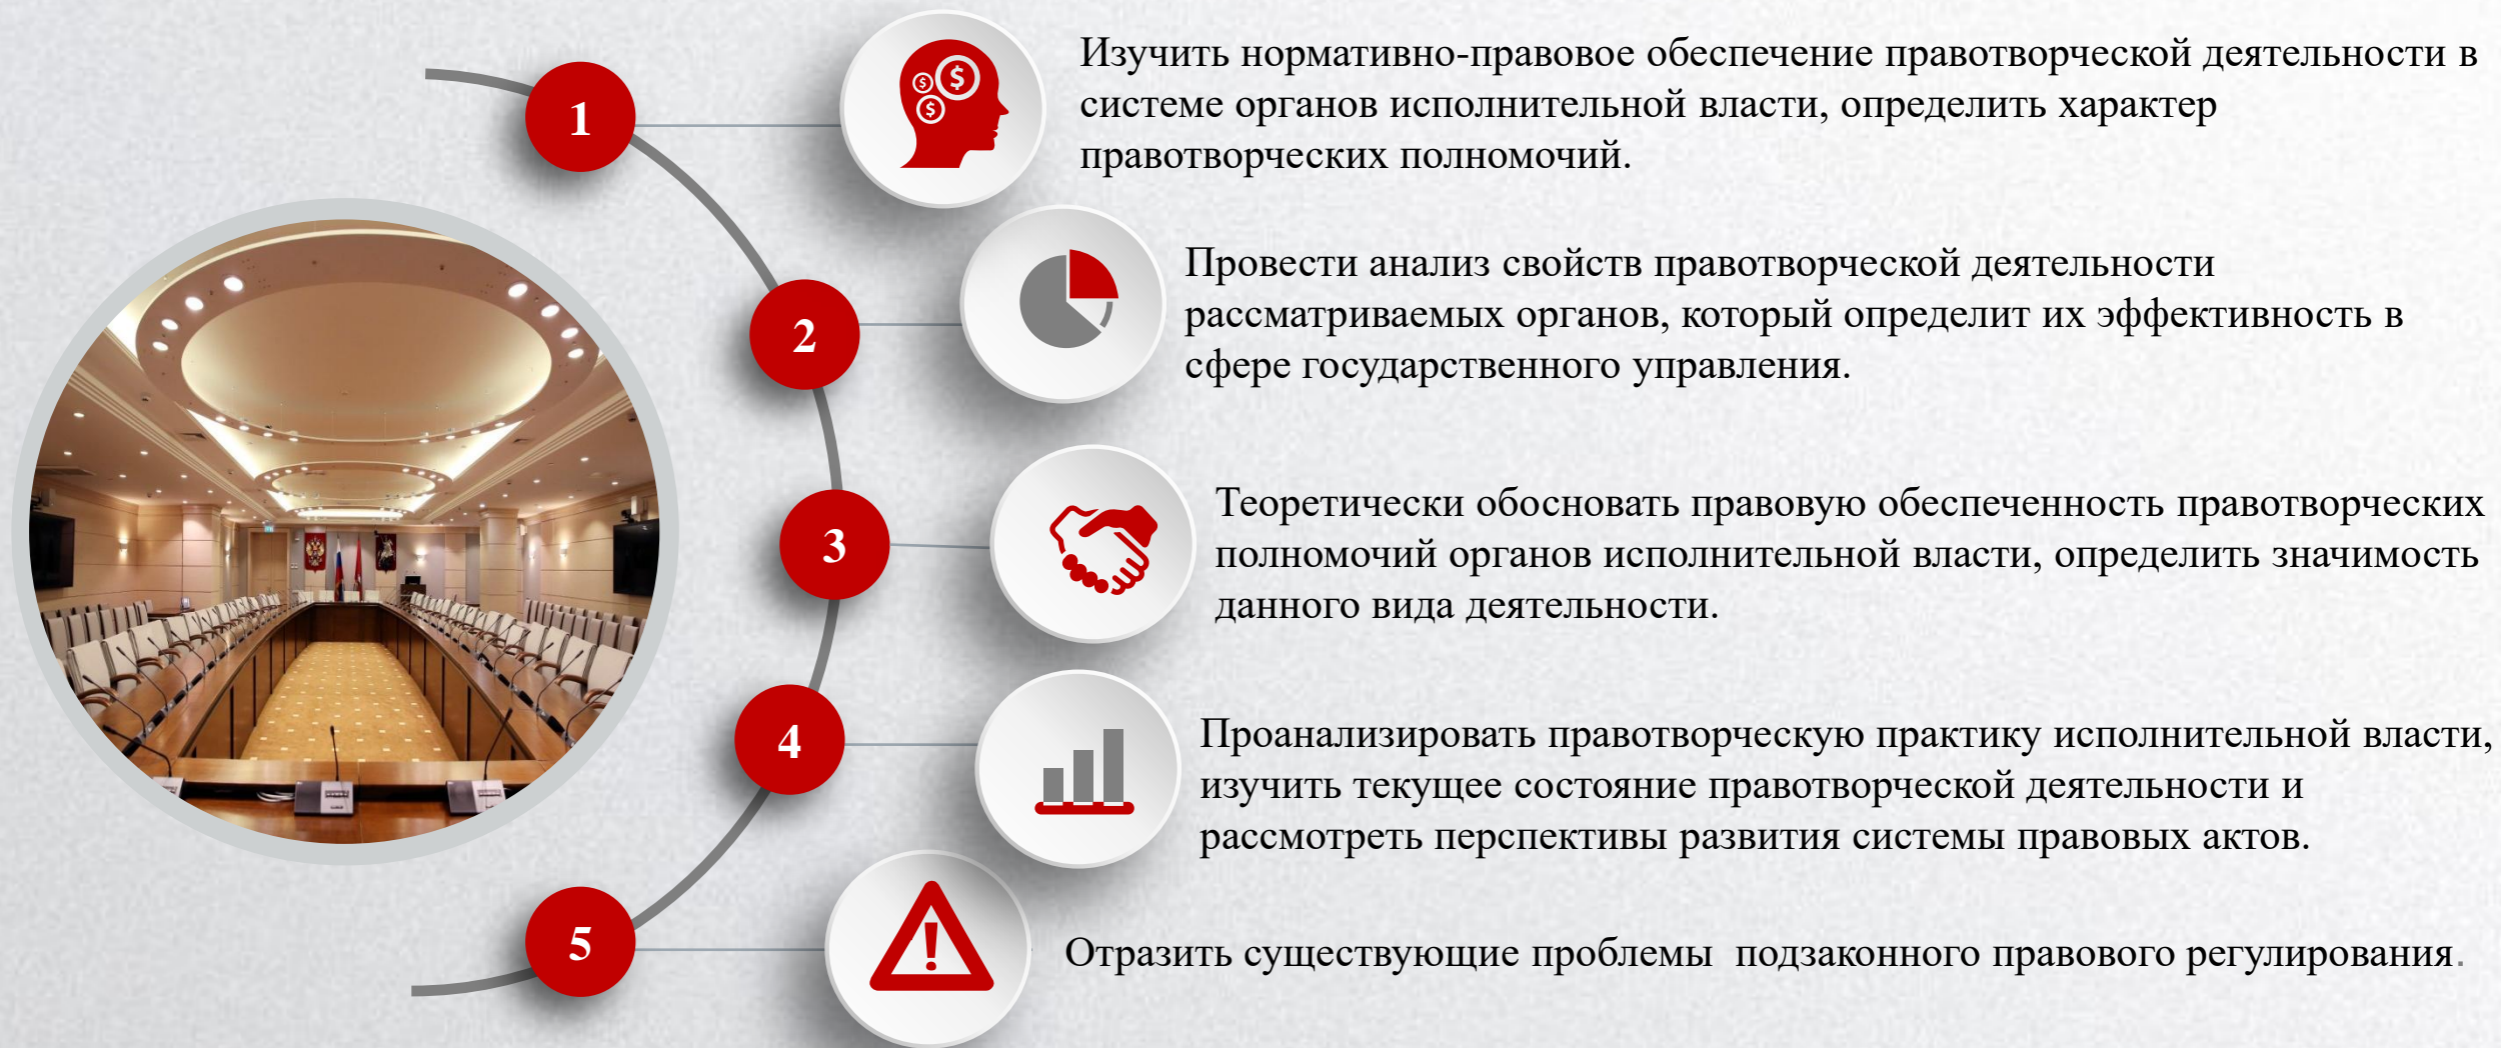 1
Изучить нормативно-правовое обеспечение правотворческой деятельности в
системе органов исполнительной власти, определить характер
правотворческих полномочий.
2
Провести анализ свойств правотворческой деятельности
рассматриваемых органов, который определит их эффективность в
сфере государственного управления.
3
Теоретически обосновать правовую обеспеченность правотворческих
полномочий органов исполнительной власти, определить значимость
данного вида деятельности.
4
Проанализировать правотворческую практику исполнительной власти,
изучить текущее состояние правотворческой деятельности и
рассмотреть перспективы развития системы правовых актов.
5
Отразить существующие проблемы  подзаконного правового регулирования.